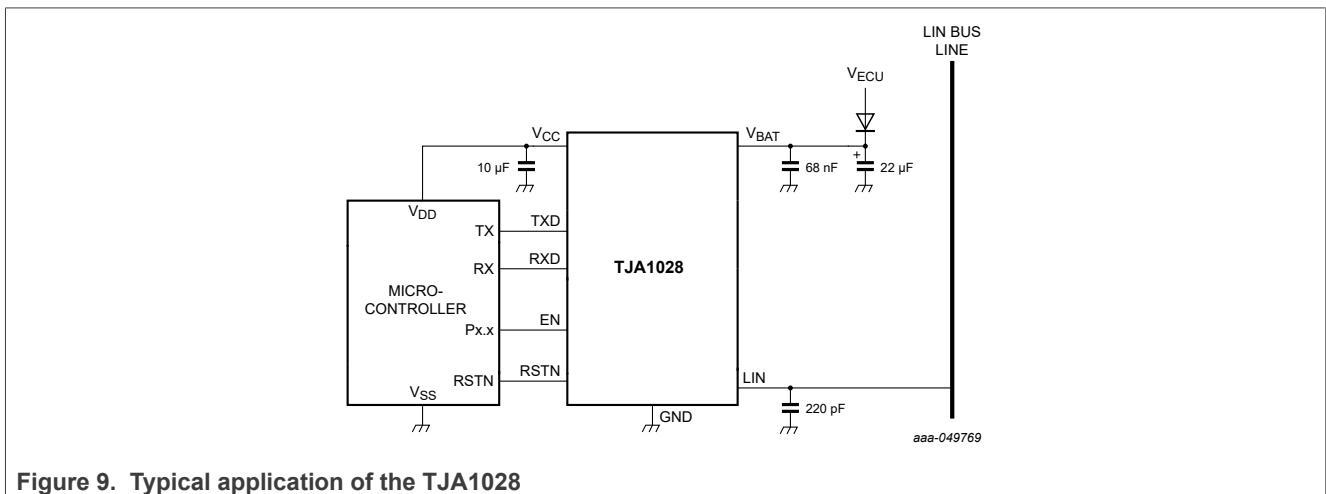 LIN BUS
LINE
VECU
VCC
VBAT
10 µF
+
68 nF
22 µF
VDD
TX
TXD
RX
RXD
TJA1028
MICRO-
CONTROLLER
Px.x
EN
RSTN
RSTN
LIN
VSS
GND
220 pF
aaa-049769
Figure 9. Typical application of the TJA1028